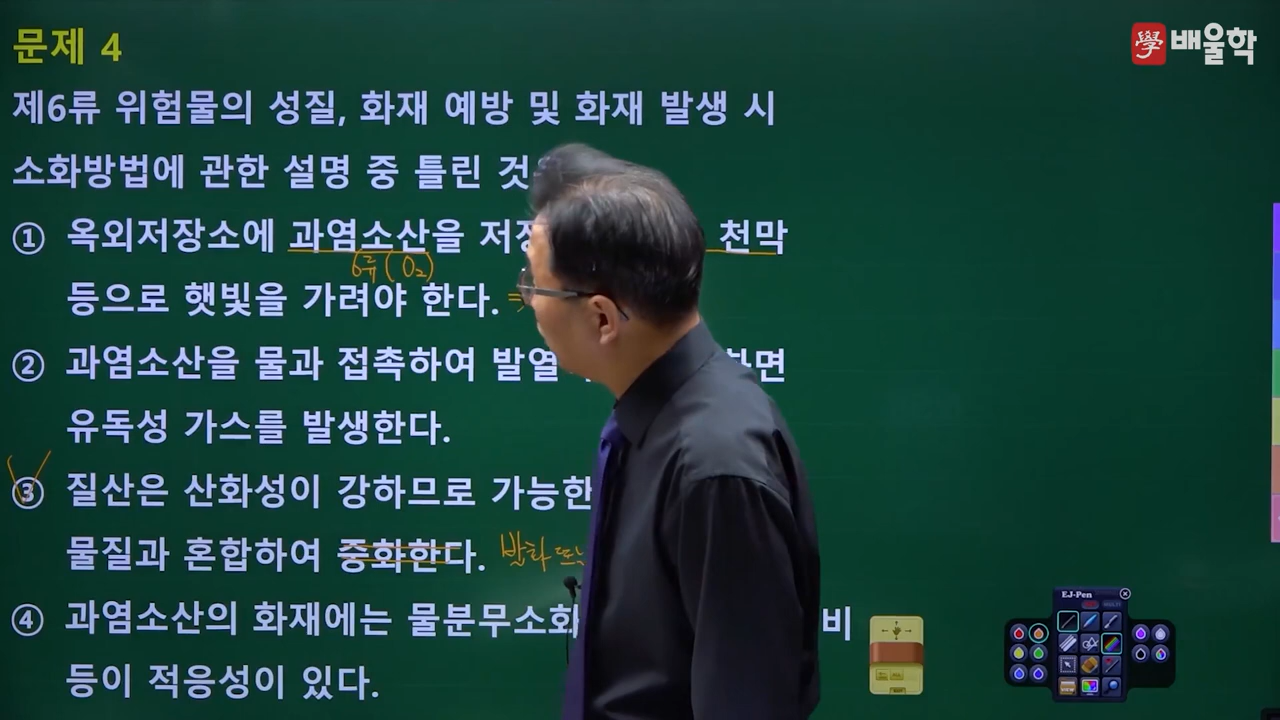 문제 4
學 배울학
제6류 위험물의 성질, 화재 예방 및 화재 발생 시
소화방법에 관한 설명 중 틀린 것
① 옥외저장소에 과염소산을 천막
6류 (O₂)
등으로 햇빛을 가려야 한다. ⇒
② 과염소산을 물과 접촉하여 발열
유독성 가스를 발생한다.
③ 질산은 산화성이 강하므로 가능한
물질과 혼합하여 중화한다.
④ 과염소산의 화재에는 물분무소화 비
등이 적응성이 있다.
EJ-Pen